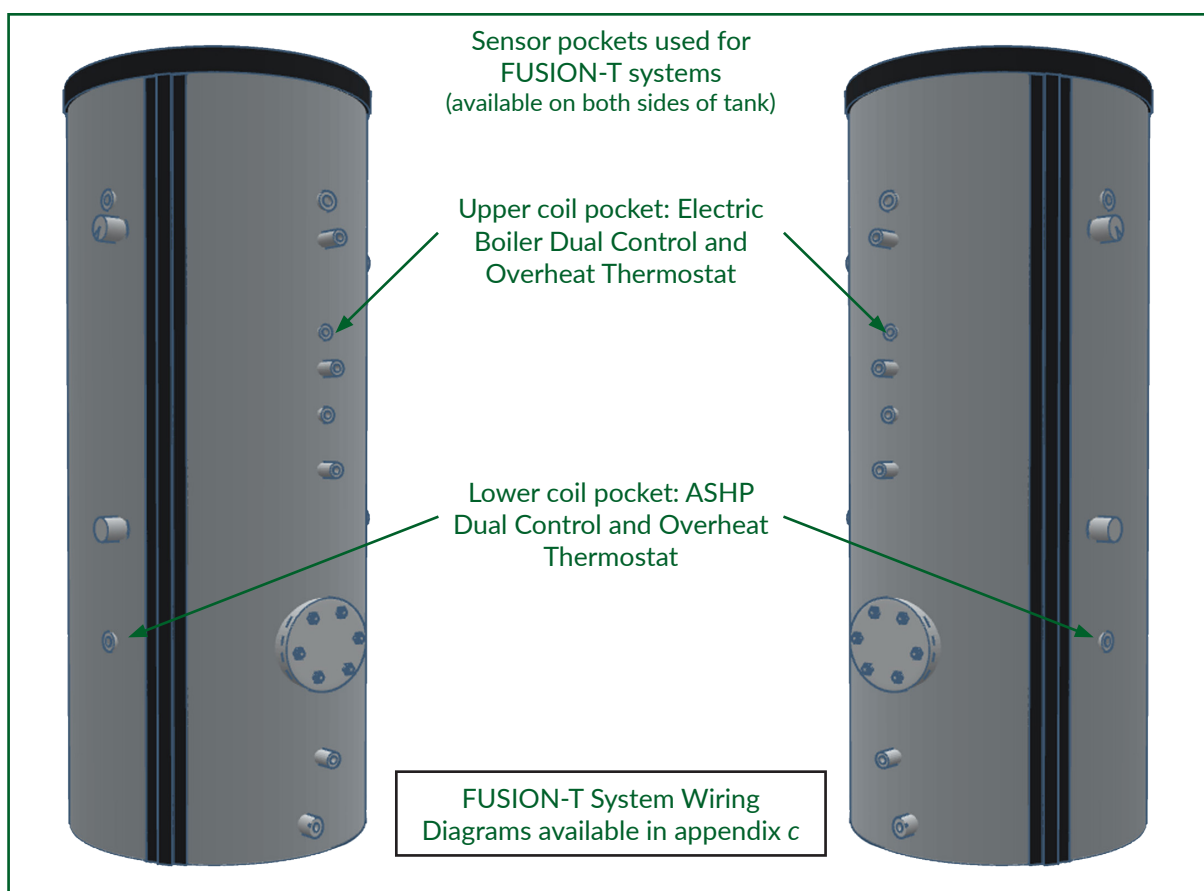 Sensor pockets used for
FUSION-T systems
(available on both sides of tank)
Upper coil pocket: Electric
Boiler Dual Control and
Overheat Thermostat
Lower coil pocket: ASHP
Dual Control and Overheat
Thermostat
FUSION-T System Wiring
Diagrams available in appendix c